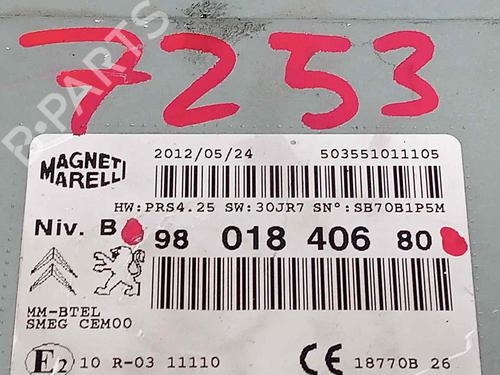 7253
B-PARTS
MAGNETI MARELLI
2012/05/24 503551011105
HW:PRS4.25 SW:30JR7 SN°:SB70B1P5M
Niv. B 98 018 406 80
MM-BTEL
SMEG CEM00
E2 10 R-03 11110 CE 18770B 26